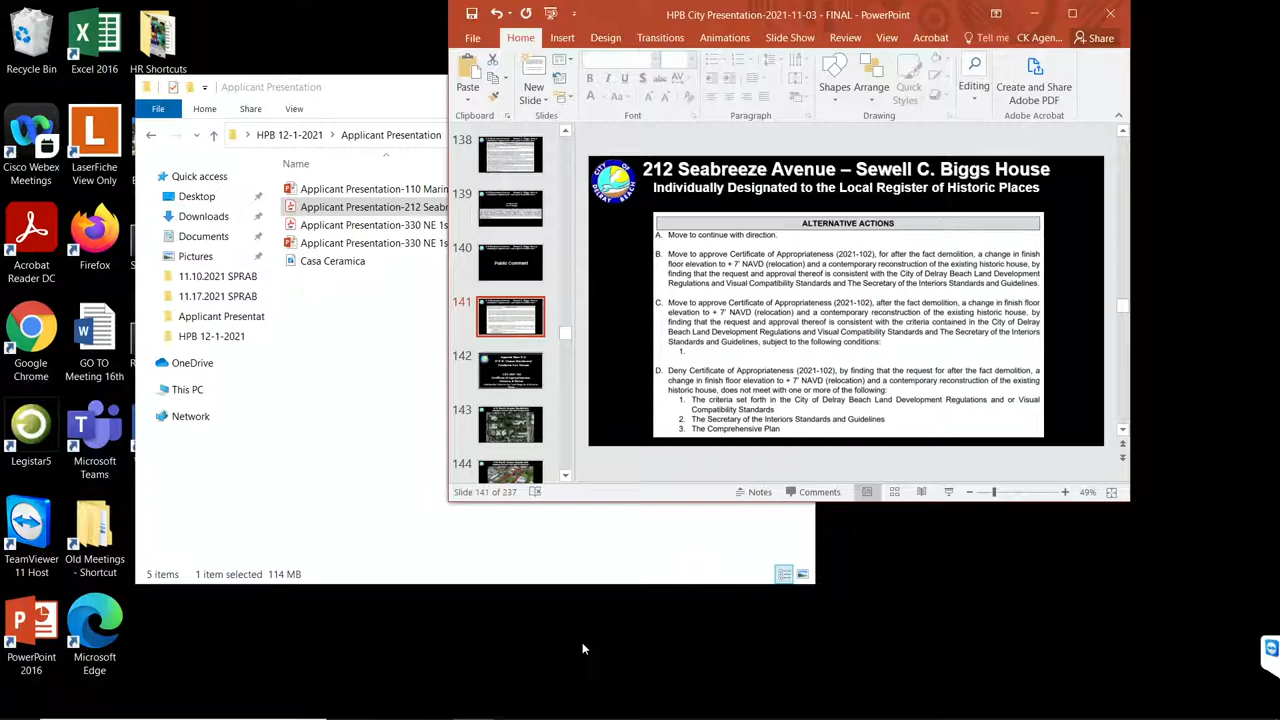 Recycle Bin
Excel 2016
HR Shortcuts
Cisco Webex Meetings
LaserFiche View Only
Acrobat Reader DC
Firefox
Google Chrome
GO TO Meeting 16th
Legistar5
Microsoft Teams
TeamViewer 11 Host
Old Meetings - Shortcut
PowerPoint 2016
Microsoft Edge
Applicant Presentation
File Home Share View
HPB 12-1-2021 Applicant Presentation
Name
Quick access
Desktop
Downloads
Documents
Pictures
11.10.2021 SPRAB
11.17.2021 SPRAB
Applicant Presentat
HPB 12-1-2021
OneDrive
This PC
Network
Applicant Presentation-110 Marin
Applicant Presentation-212 Seabr
Applicant Presentation-330 NE 1s
Applicant Presentation-330 NE 1s
Casa Ceramica
5 items 1 item selected 114 MB
HPB City Presentation-2021-11-03 - FINAL - PowerPoint
File Home Insert Design Transitions Animations Slide Show Review View Acrobat Tell me CK Agen... Share
Paste
New Slide
Shapes Arrange Quick Styles
Editing
Create and Share Adobe PDF
Clipboard Slides Font Paragraph Drawing Adobe Acrobat
138
139
140
Public Comment
141
142
143
144
212 Seabreeze Avenue – Sewell C. Biggs House
Individually Designated to the Local Register of Historic Places
ALTERNATIVE ACTIONS
A. Move to continue with direction.
B. Move to approve Certificate of Appropriateness (2021-102), for after the fact demolition, a change in finish
floor elevation to + 7' NAVD (relocation) and a contemporary reconstruction of the existing historic house, by
finding that the request and approval thereof is consistent with the City of Delray Beach Land Development
Regulations and Visual Compatibility Standards and The Secretary of the Interiors Standards and Guidelines.
C. Move to approve Certificate of Appropriateness (2021-102), after the fact demolition, a change in finish floor
elevation to + 7' NAVD (relocation) and a contemporary reconstruction of the existing historic house, by
finding that the request and approval thereof is consistent with the criteria contained in the City of Delray
Beach Land Development Regulations and Visual Compatibility Standards and The Secretary of the Interiors
Standards and Guidelines, subject to the following conditions:
1.
D. Deny Certificate of Appropriateness (2021-102), by finding that the request for after the fact demolition, a
change in finish floor elevation to + 7' NAVD (relocation) and a contemporary reconstruction of the existing
historic house, does not meet with one or more of the following:
1. The criteria set forth in the City of Delray Beach Land Development Regulations and or Visual
Compatibility Standards
2. The Secretary of the Interiors Standards and Guidelines
3. The Comprehensive Plan
Slide 141 of 237 Notes Comments 49%